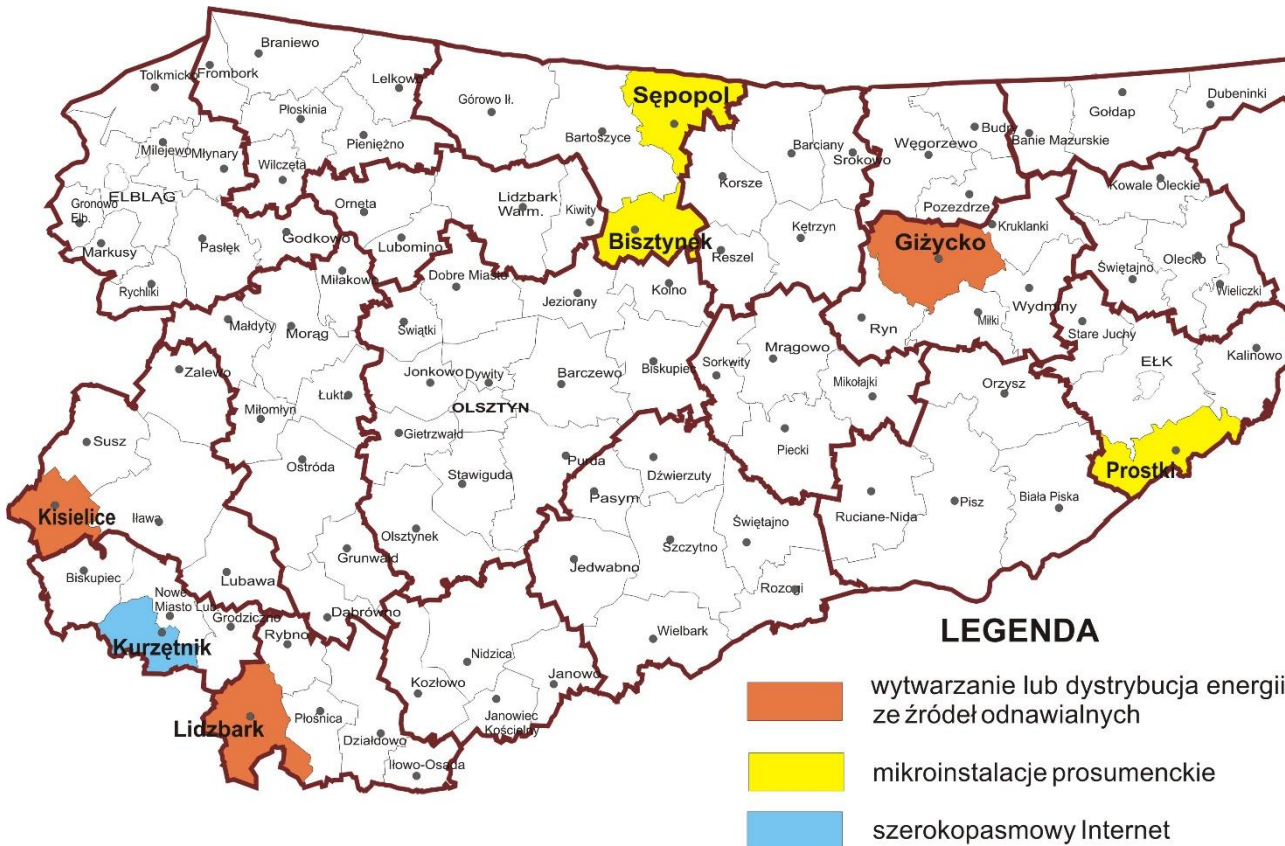 Braniewo
Tolkmicko
Frombork
Lelkowo
Płoskinia
Górowo Ił.
Sępopol
Bartoszyce
Gołdap
Dubeninki
Budry
Banie Mazurskie
Węgorzewo
Barciany
Srokowo
Milejewo
Młynary
Pieniężno
Wilczęta
Korsze
Kowale Oleckie
ELBLĄG
Gronowo
Elb.
Orneta
Lidzbark
Warm.
Kiwity
Pozezdrze
Kruklanki
Markusy
Pasłęk
Godkowo
Lubomino
Bisztynek
Kętrzyn
Reszel
Giżycko
Świętajno
Olecko
Rychliki
Miłakowo
Dobre Miasto
Jeziorany
Kolno
Wieliczki
Wydminy
Małdyty
Morąg
Świątki
Ryn
Miłki
Stare Juchy
Zalewo
Jonkowo
Dywity
Barczewo
Biskupiec
Sorkwity
Mrągowo
Mikołajki
Orzysz
EŁK
Kalinowo
Miłomłyn
Łukta
OLSZTYN
Gietrzwałd
Susz
Ostróda
Stawiguda
Purda
Dźwierzuty
Piecki
Prostki
Pasym
Kisielice
Iława
Olsztynek
Świętajno
Ruciane-Nida
Pisz
Biała Piska
Szczytno
Grunwald
Jedwabno
Biskupiec
Lubawa
Rozogi
Nowe
Miasto Lub.
Grodziczno
Dąbrówno
Kurzętnik
Rybno
Wielbark
LEGENDA
Nidzica
Kozłowo
Janowo
wytwarzanie lub dystrybucja energii
ze źródeł odnawialnych
Lidzbark
Płośnica
Janowiec
Kościelny
Działdowo
Iłowo-Osada
mikroinstalacje prosumenckie
szerokopasmowy Internet